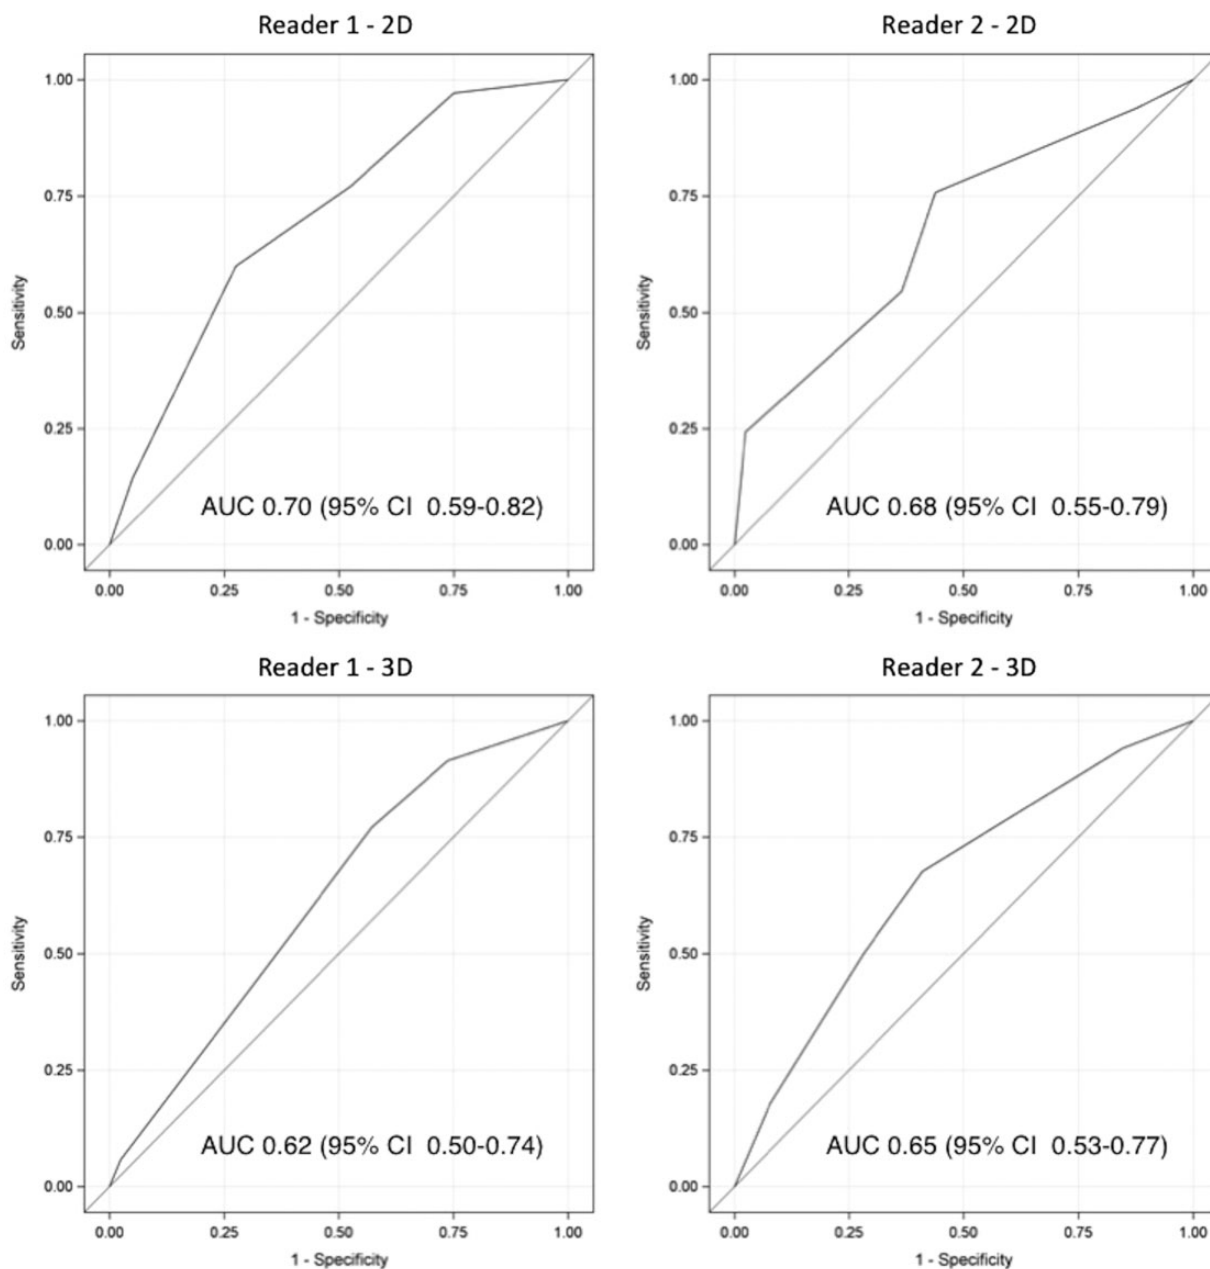 Reader 1 - 2D
1.00
0.75
0.50
0.25
0.00
Sensitivity
AUC 0.70 (95% CI 0.59-0.82)
0.00 0.25 0.50 0.75 1.00
1 - Specificity
Reader 2 - 2D
1.00
0.75
0.50
0.25
0.00
Sensitivity
AUC 0.68 (95% CI 0.55-0.79)
0.00 0.25 0.50 0.75 1.00
1 - Specificity
Reader 1 - 3D
1.00
0.75
0.50
0.25
0.00
Sensitivity
AUC 0.62 (95% CI 0.50-0.74)
0.00 0.25 0.50 0.75 1.00
1 - Specificity
Reader 2 - 3D
1.00
0.75
0.50
0.25
0.00
Sensitivity
AUC 0.65 (95% CI 0.53-0.77)
0.00 0.25 0.50 0.75 1.00
1 - Specificity